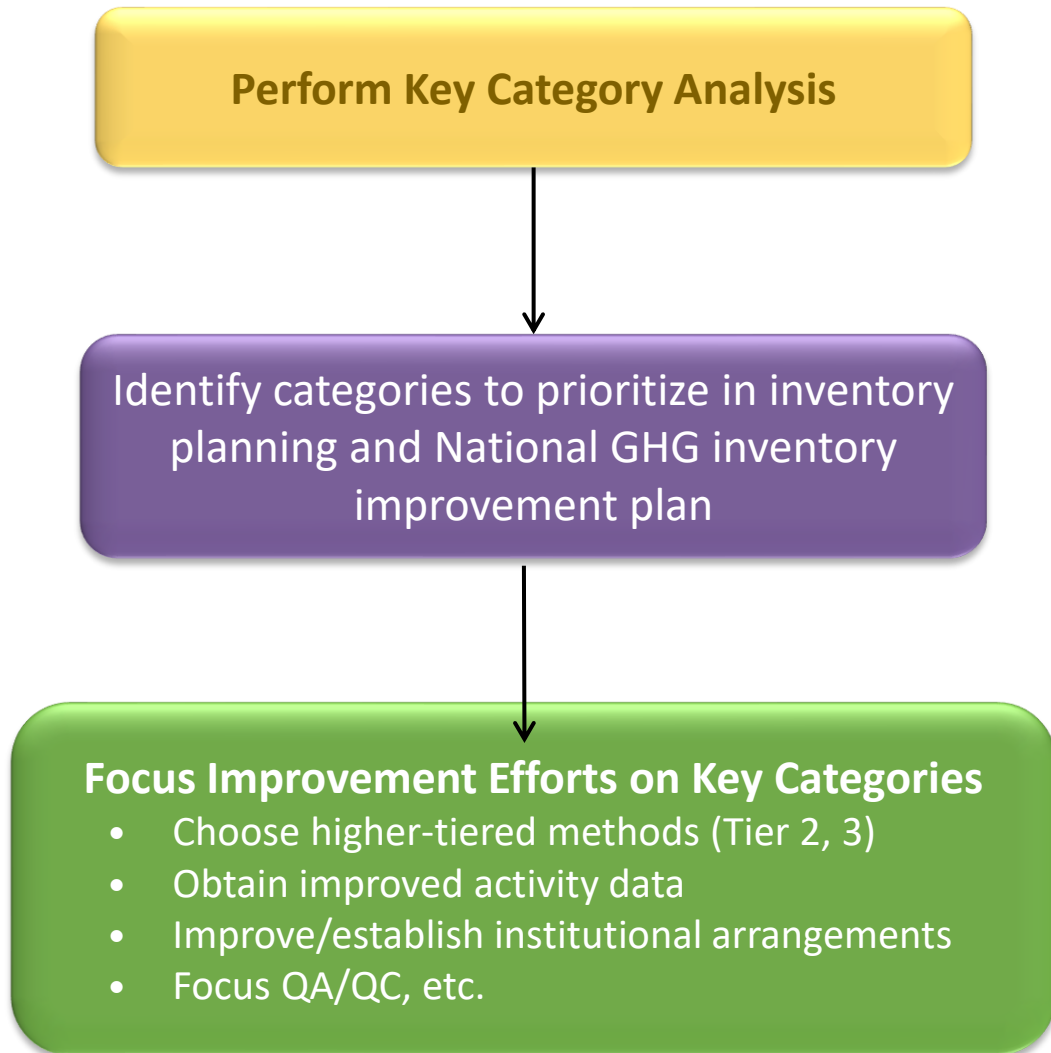 Perform Key Category Analysis
Identify categories to prioritize in inventory
planning and National GHG inventory
improvement plan
Focus Improvement Efforts on Key Categories
• Choose higher-tiered methods (Tier 2, 3)
• Obtain improved activity data
• Improve/establish institutional arrangements
• Focus QA/QC, etc.